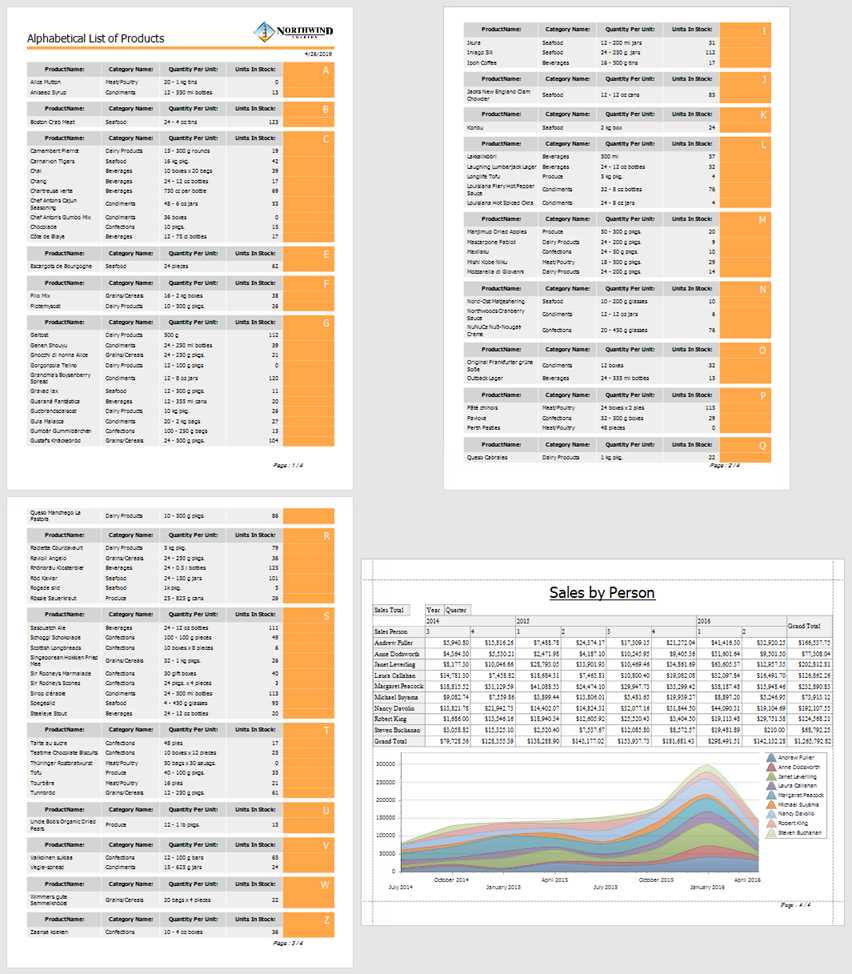 Alphabetical List of Products
NORTHWIND
TRADERS
4/26/2019
ProductName: Category Name: Quantity Per Unit: Units In Stock: A
Alice Mutton Meat/Poultry 20 - 1 kg tins 0
Aniseed Syrup Condiments 12 - 550 ml bottles 13
ProductName: Category Name: Quantity Per Unit: Units In Stock: B
Boston Crab Meat Seafood 24 - 4 oz tins 123
ProductName: Category Name: Quantity Per Unit: Units In Stock: C
Camembert Pierrot Dairy Products 15 - 300 g rounds 19
Carnarvon Tigers Seafood 16 kg pkg. 42
Chai Beverages 10 boxes x 20 bags 39
Chang Beverages 24 - 12 oz bottles 17
Chartreuse verte Beverages 750 cc per bottle 69
Chef Anton's Cajun
Seasoning Condiments 48 - 6 oz jars 53
Chef Anton's Gumbo Mix Condiments 36 boxes 0
Chocolade Confections 10 pkgs. 15
Côte de Blaye Beverages 12 - 75 cl bottles 17
ProductName: Category Name: Quantity Per Unit: Units In Stock: E
Escargots de Bourgogne Seafood 24 pieces 62
ProductName: Category Name: Quantity Per Unit: Units In Stock: F
Filo Mix Grains/Cereals 16 - 2 kg boxes 38
Flotemysost Dairy Products 10 - 500 g pkgs. 26
ProductName: Category Name: Quantity Per Unit: Units In Stock: G
Geitost Dairy Products 500 g 112
Genen Shouyu Condiments 24 - 250 ml bottles 39
Gnocchi di nonna Alice Grains/Cereals 24 - 250 g pkgs. 21
Gorgonzola Telino Dairy Products 12 - 100 g pkgs 0
Grandma's Boysenberry
Spread Condiments 12 - 8 oz jars 120
Gravad lax Seafood 12 - 500 g pkgs. 11
Guaraná Fantástica Beverages 12 - 355 ml cans 20
Gudbrandsdalsost Dairy Products 10 kg pkg. 26
Gula Malacca Condiments 20 - 2 kg bags 27
Gumbär Gummibärchen Confections 100 - 250 g bags 15
Gustaf's Knäckebröd Grains/Cereals 24 - 500 g pkgs. 104
Page : 1 / 4
ProductName: Category Name: Quantity Per Unit: Units In Stock: I
Ikura Seafood 12 - 200 ml jars 31
Inlagd Sill Seafood 24 - 250 g jars 112
Ipoh Coffee Beverages 16 - 500 g tins 17
ProductName: Category Name: Quantity Per Unit: Units In Stock: J
Jack's New England Clam
Chowder Seafood 12 - 12 oz cans 85
ProductName: Category Name: Quantity Per Unit: Units In Stock: K
Konbu Seafood 2 kg box 24
ProductName: Category Name: Quantity Per Unit: Units In Stock: L
Lakkalikööri Beverages 500 ml 57
Laughing Lumberjack Lager Beverages 24 - 12 oz bottles 52
Longlife Tofu Produce 5 kg pkg. 4
Louisiana Fiery Hot Pepper
Sauce Condiments 32 - 8 oz bottles 76
Louisiana Hot Spiced Okra Condiments 24 - 8 oz jars 4
ProductName: Category Name: Quantity Per Unit: Units In Stock: M
Manjimup Dried Apples Produce 50 - 300 g pkgs. 20
Mascarpone Fabioli Dairy Products 24 - 200 g pkgs. 9
Maxilaku Confections 24 - 50 g pkgs. 10
Mishi Kobe Niku Meat/Poultry 18 - 500 g pkgs. 29
Mozzarella di Giovanni Dairy Products 24 - 200 g pkgs. 14
ProductName: Category Name: Quantity Per Unit: Units In Stock: N
Nord-Ost Matjeshering Seafood 10 - 200 g glasses 10
Northwoods Cranberry
Sauce Condiments 12 - 12 oz jars 6
NuNuCa Nuß-Nougat-
Creme Confections 20 - 450 g glasses 76
ProductName: Category Name: Quantity Per Unit: Units In Stock: O
Original Frankfurter grüne
Soße Condiments 12 boxes 32
Outback Lager Beverages 24 - 355 ml bottles 15
ProductName: Category Name: Quantity Per Unit: Units In Stock: P
Pâté chinois Meat/Poultry 24 boxes x 2 pies 115
Pavlova Confections 32 - 500 g boxes 29
Perth Pasties Meat/Poultry 48 pieces 0
ProductName: Category Name: Quantity Per Unit: Units In Stock: Q
Queso Cabrales Dairy Products 1 kg pkg. 22
Page : 2 / 4
Queso Manchego La
Pastora Dairy Products 10 - 500 g pkgs. 86
ProductName: Category Name: Quantity Per Unit: Units In Stock: R
Raclette Courdavault Dairy Products 5 kg pkg. 79
Ravioli Angelo Grains/Cereals 24 - 250 g pkgs. 36
Rhönbräu Klosterbier Beverages 24 - 0.5 l bottles 125
Röd Kaviar Seafood 24 - 150 g jars 101
Rogede sild Seafood 1k pkg. 5
Rössle Sauerkraut Produce 25 - 825 g cans 26
ProductName: Category Name: Quantity Per Unit: Units In Stock: S
Sasquatch Ale Beverages 24 - 12 oz bottles 111
Schoggi Schokolade Confections 100 - 100 g pieces 49
Scottish Longbreads Confections 10 boxes x 8 pieces 6
Singaporean Hokkien Fried
Mee Grains/Cereals 32 - 1 kg pkgs. 26
Sir Rodney's Marmalade Confections 30 gift boxes 40
Sir Rodney's Scones Confections 24 pkgs. x 4 pieces 3
Sirop d'érable Condiments 24 - 500 ml bottles 113
Spegesild Seafood 4 - 450 g glasses 95
Steeleye Stout Beverages 24 - 12 oz bottles 20
ProductName: Category Name: Quantity Per Unit: Units In Stock: T
Tarte au sucre Confections 48 pies 17
Teatime Chocolate Biscuits Confections 10 boxes x 12 pieces 25
Thüringer Rostbratwurst Meat/Poultry 50 bags x 30 sausgs. 0
Tofu Produce 40 - 100 g pkgs. 35
Tourtière Meat/Poultry 16 pies 21
Tunnbröd Grains/Cereals 12 - 250 g pkgs. 61
ProductName: Category Name: Quantity Per Unit: Units In Stock: U
Uncle Bob's Organic Dried
Pears Produce 12 - 1 lb pkgs. 15
ProductName: Category Name: Quantity Per Unit: Units In Stock: V
Valkoinen suklaa Confections 12 - 100 g bars 65
Vegie-spread Condiments 15 - 625 g jars 24
ProductName: Category Name: Quantity Per Unit: Units In Stock: W
Wimmers gute
Semmelknödel Grains/Cereals 20 bags x 4 pieces 22
ProductName: Category Name: Quantity Per Unit: Units In Stock: Z
Zaanse koeken Confections 10 - 4 oz boxes 36
Page : 3 / 4
Sales by Person
Sales Total Year Quarter
2014 2015 2016 Grand Total
Sales Person 3 4 1 2 3 4 1 2
Andrew Fuller $5,940.80 $15,816.26 $7,488.78 $24,374.17 $17,309.15 $21,272.04 $41,416.30 $32,920.25 $166,537.75
Anne Dodsworth $4,364.30 $5,530.21 $2,471.98 $4,187.10 $10,245.95 $9,405.36 $31,601.64 $9,501.50 $77,308.04
Janet Leverling $8,177.30 $10,046.66 $28,793.05 $33,901.93 $10,469.46 $54,861.69 $63,605.37 $12,957.35 $202,812.81
Laura Callahan $14,781.30 $7,458.82 $18,684.31 $7,465.81 $10,800.40 $19,082.08 $32,097.84 $16,491.70 $126,862.26
Margaret Peacock $18,815.52 $31,129.59 $41,088.53 $24,474.10 $29,947.73 $33,299.42 $38,187.48 $15,948.46 $232,890.83
Michael Suyama $9,082.74 $7,559.86 $5,899.44 $13,806.01 $5,481.65 $19,939.27 $8,897.20 $3,246.95 $73,913.12
Nancy Davolio $13,821.78 $21,942.73 $14,402.07 $14,824.31 $32,077.16 $31,844.50 $44,090.31 $19,104.69 $192,107.55
Robert King $1,686.00 $13,546.16 $18,940.34 $12,605.92 $25,520.43 $3,404.50 $19,113.48 $29,751.38 $124,568.21
Steven Buchanan $3,058.82 $15,325.10 $2,520.40 $7,537.67 $12,085.80 $8,572.57 $19,481.89 $210.00 $68,792.25
Grand Total $79,728.56 $128,355.39 $138,288.90 $143,177.02 $153,937.73 $181,681.43 $298,491.51 $142,132.28 $1,265,792.82
300000
250000
200000
150000
100000
50000
0
July 2014
October 2014
January 2015
April 2015
July 2015
October 2015
January 2016
April 2016
Andrew Fuller
Anne Dodsworth
Janet Leverling
Laura Callahan
Margaret Peacock
Michael Suyama
Nancy Davolio
Robert King
Steven Buchanan
Page : 4 / 4